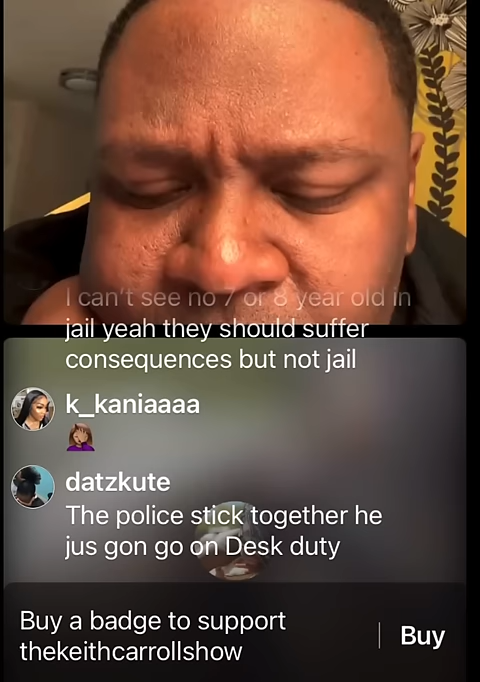 I can't see no 7 or 8 year old in
jail yeah they should suffer
consequences but not jail
k_kaniaaaa
🤦🏽‍♀️
datzkute
The police stick together he
jus gon go on Desk duty
Buy a badge to support
thekeithcarrollshow
Buy